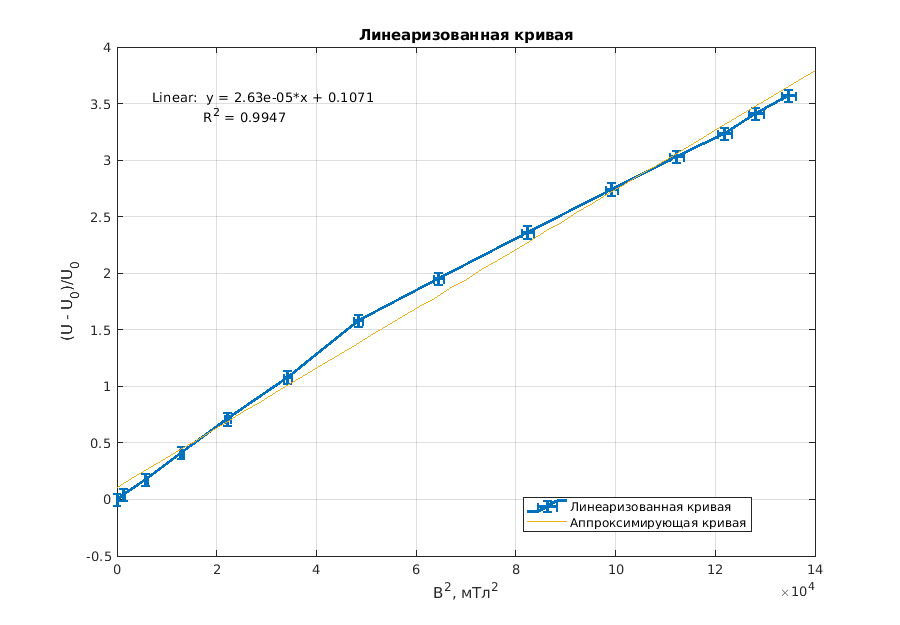 Линеаризованная кривая
Linear:  y = 2.63e-05*x + 0.1071
R² = 0.9947
4
3.5
3
2.5
2
1.5
1
0.5
0
-0.5
(U - U₀)/U₀
Линеаризованная кривая
Аппроксимирующая кривая
0
2
4
6
8
10
12
14
×10⁴
B², мТл²